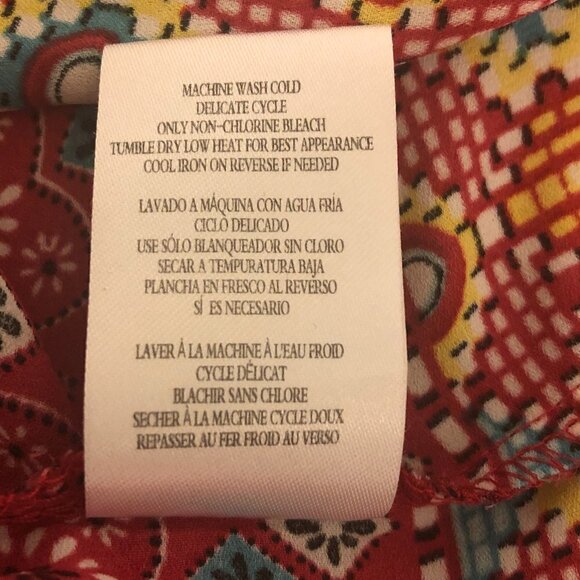 MACHINE WASH COLD
DELICATE CYCLE
ONLY NON-CHLORINE BLEACH
TUMBLE DRY LOW HEAT FOR BEST APPEARANCE
COOL IRON ON REVERSE IF NEEDED
LAVADO A MÁQUINA CON AGUA FRÍA
CICLO DELICADO
USE SÓLO BLANQUEADOR SIN CLORO
SECAR A TEMPURATURA BAJA
PLANCHA EN FRESCO AL REVERSO
SÍ ES NECESARIO
LAVER À LA MACHINE À L'EAU FROID
CYCLE DÉLICAT
BLACHIR SANS CHLORE
SECHER À LA MACHINE CYCLE DOUX
REPASSER AU FER FROID AU VERSO